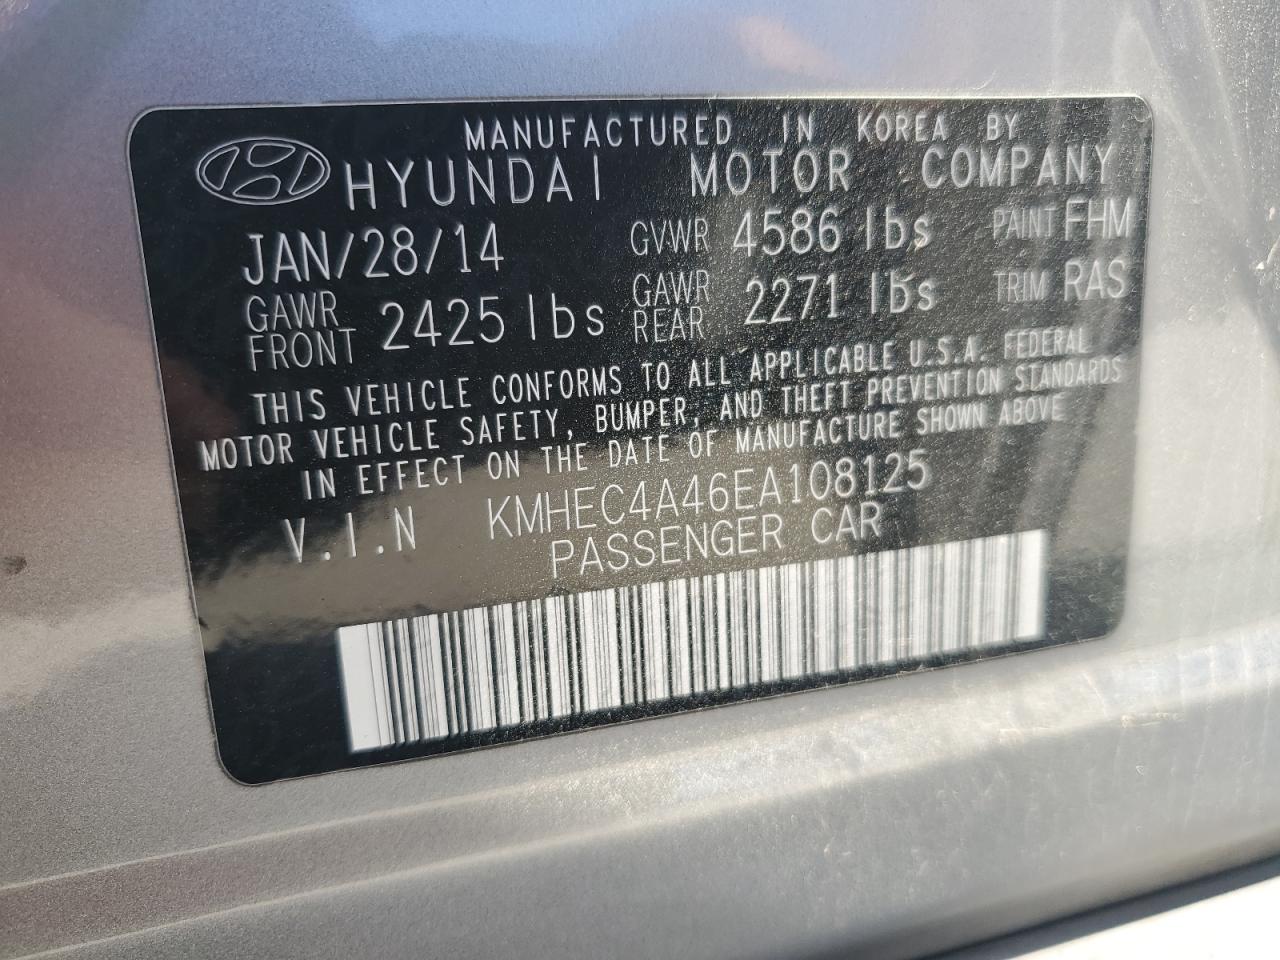 MANUFACTURED IN KOREA BY
HYUNDAI MOTOR COMPANY
JAN/28/14 GVWR 4586 lbs PAINT FHM
GAWR FRONT 2425 lbs GAWR REAR 2271 lbs TRIM RAS
THIS VEHICLE CONFORMS TO ALL APPLICABLE U.S.A. FEDERAL
MOTOR VEHICLE SAFETY, BUMPER, AND THEFT PREVENTION STANDARDS
IN EFFECT ON THE DATE OF MANUFACTURE SHOWN ABOVE
V.I.N KMHEC4A46EA108125
PASSENGER CAR